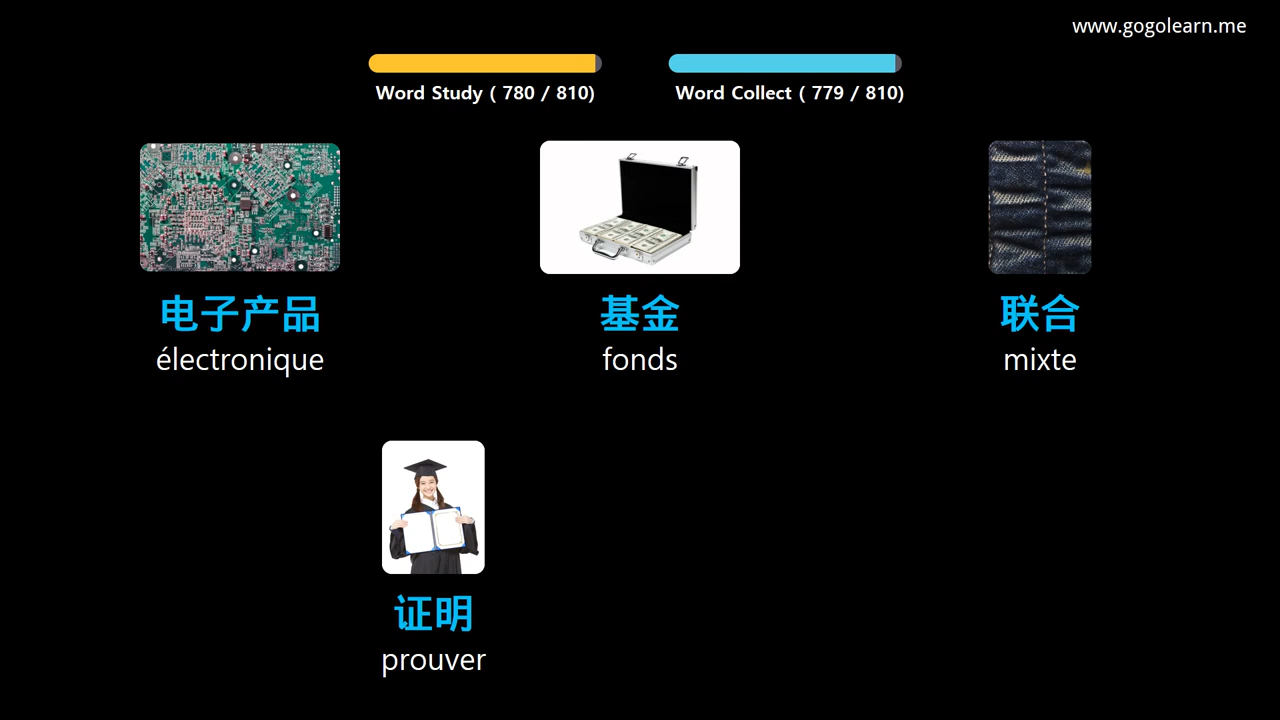 www.gogolearn.me
Word Study ( 780 / 810)
Word Collect ( 779 / 810)
电子产品
électronique
基金
fonds
联合
mixte
证明
prouver